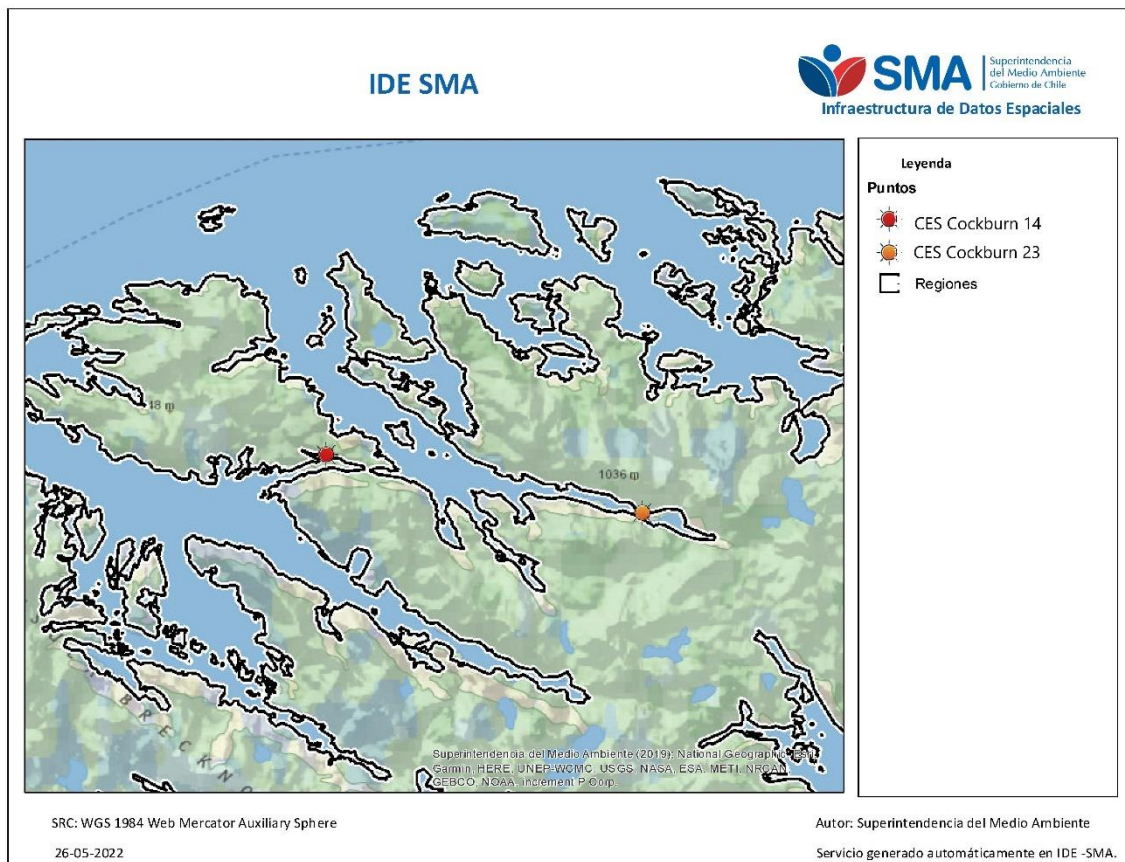 IDE SMA
SMA
Superintendencia
del Medio Ambiente
Gobierno de Chile
Infraestructura de Datos Espaciales
Leyenda
Puntos
CES Cockburn 14
CES Cockburn 23
Regiones
18 m
1036 m
B R E C K N O
Superintendencia del Medio Ambiente (2019); National Geographic, Esri,
Garmin, HERE, UNEP-WCMC, USGS, NASA, ESA, METI, NRCAN,
GEBCO, NOAA, increment P Corp.
SRC: WGS 1984 Web Mercator Auxiliary Sphere
Autor: Superintendencia del Medio Ambiente
26-05-2022
Servicio generado automáticamente en IDE -SMA.